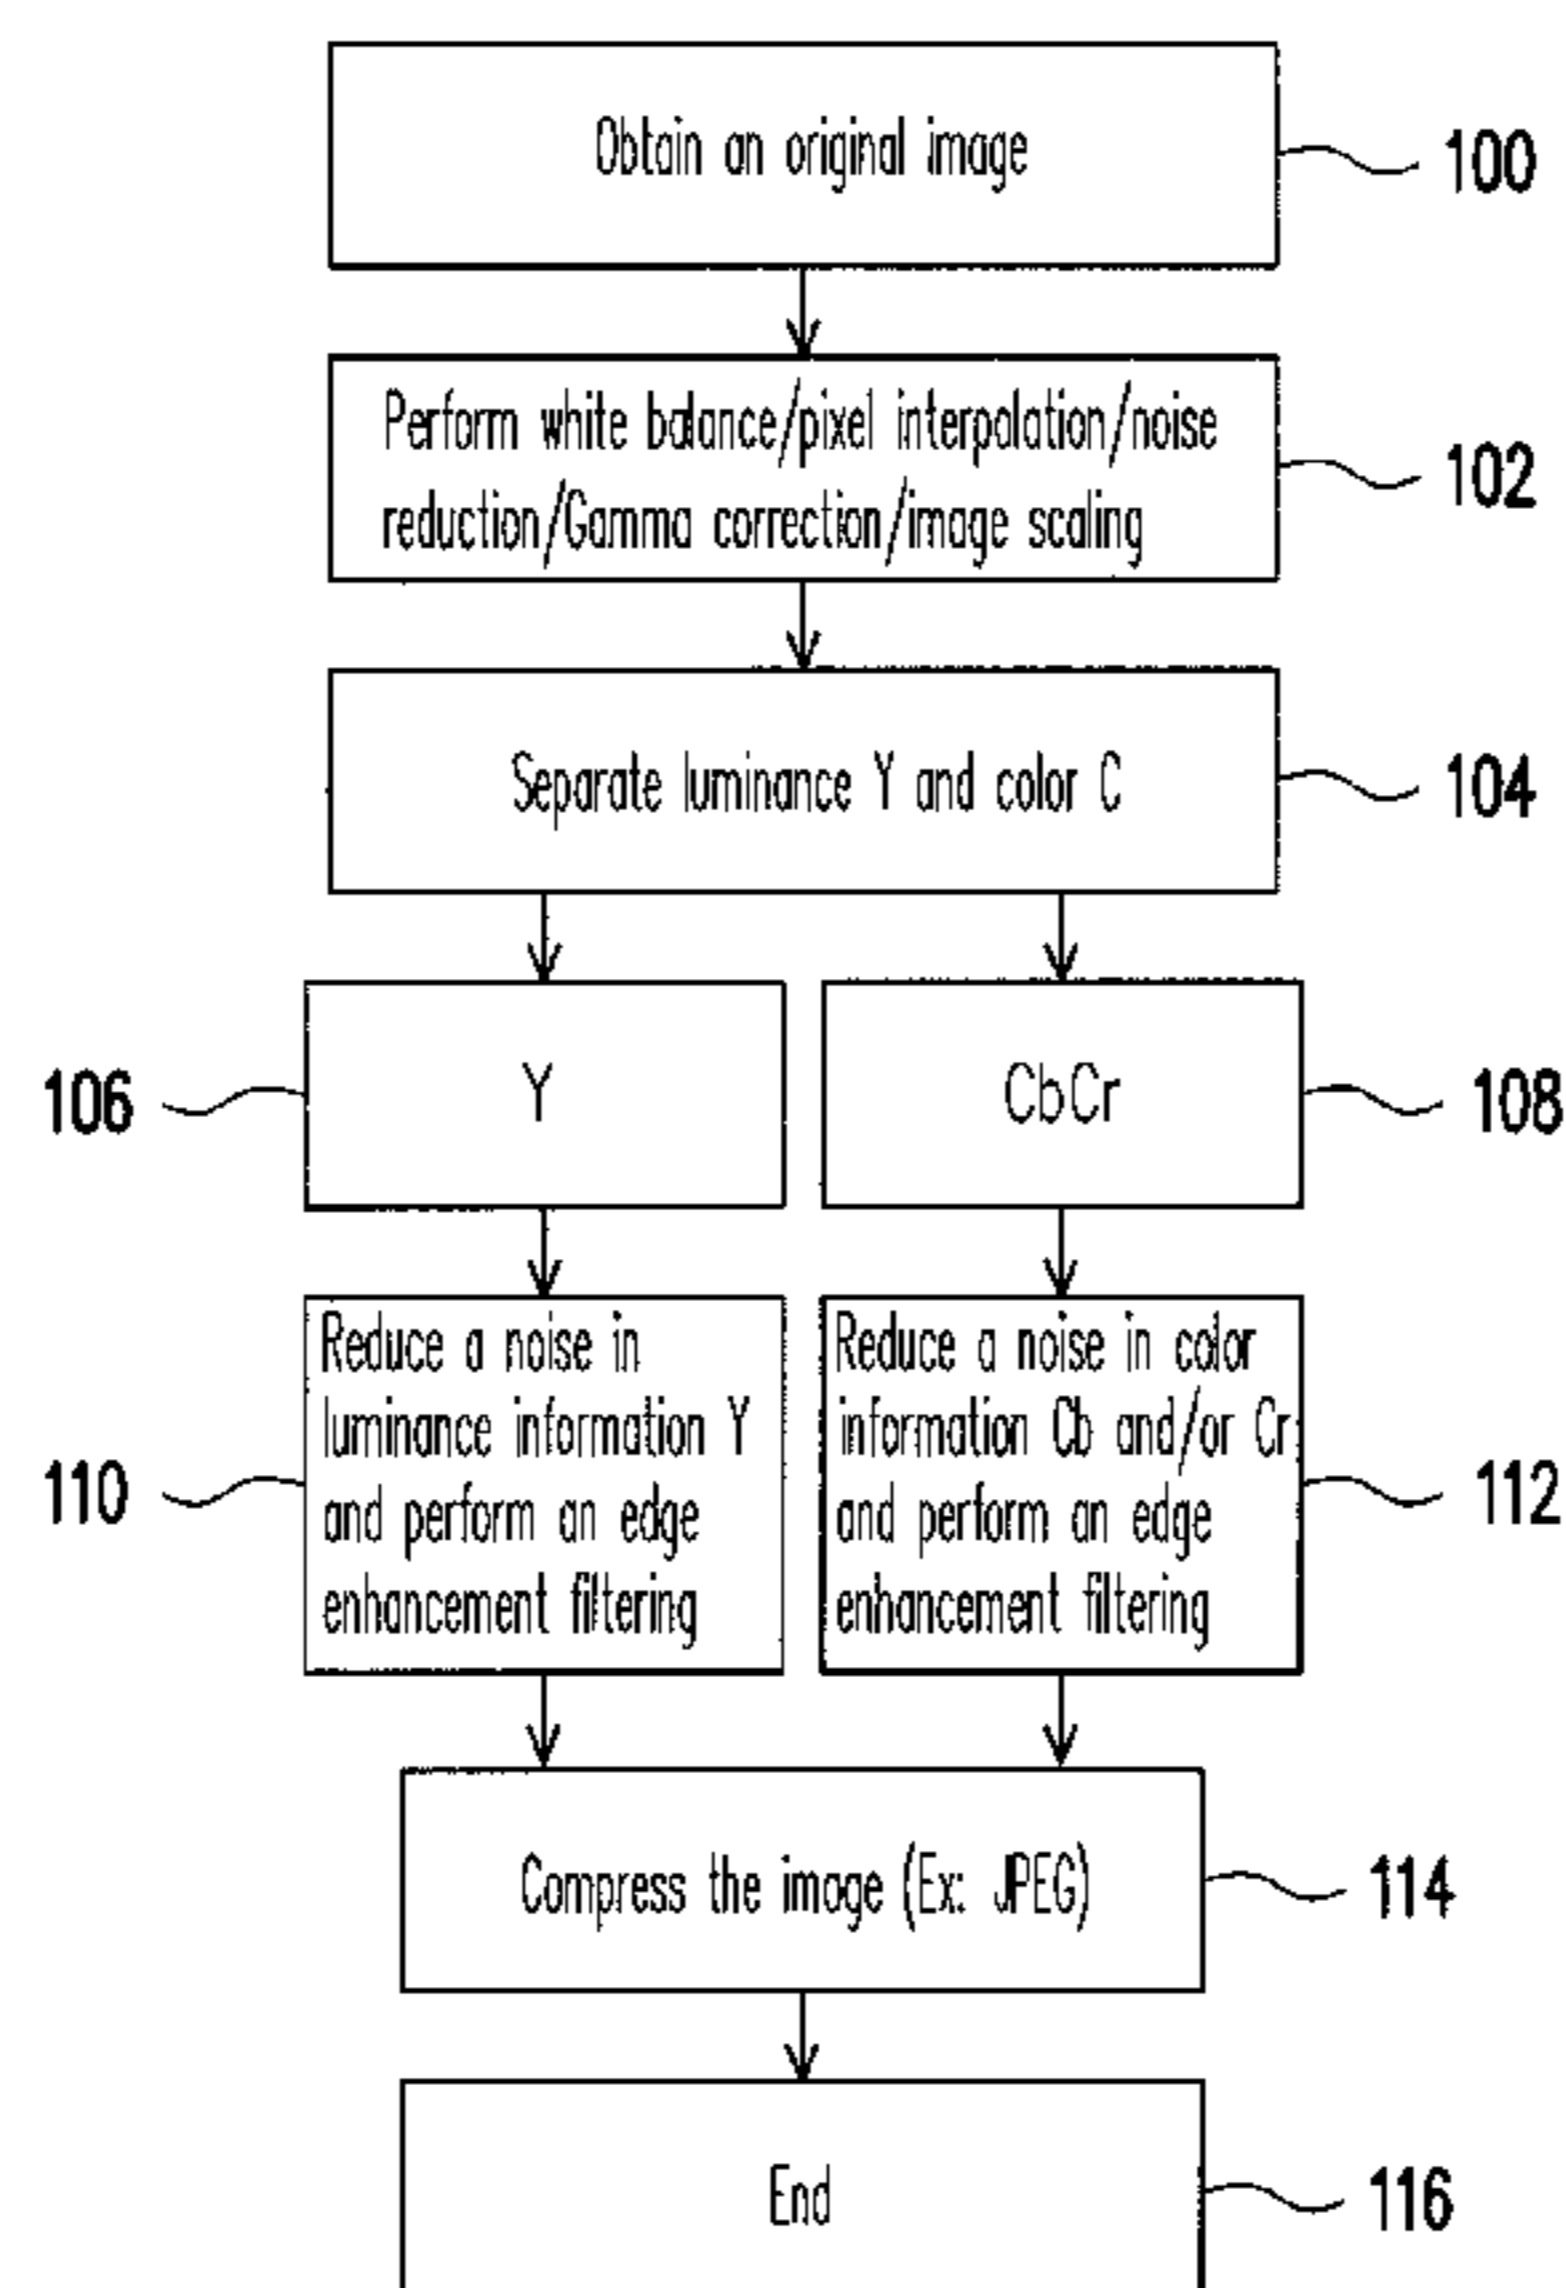 Obtain an original image
100
Perform white balance/pixel interpolation/noise
reduction/Gamma correction/image scaling
102
Separate luminance Y and color C
104
106
Y
CbCr
108
Reduce a noise in
luminance information Y
and perform an edge
enhancement filtering
110
Reduce a noise in color
information Cb and/or Cr
and perform an edge
enhancement filtering
112
Compress the image (Ex: JPEG)
114
End
116